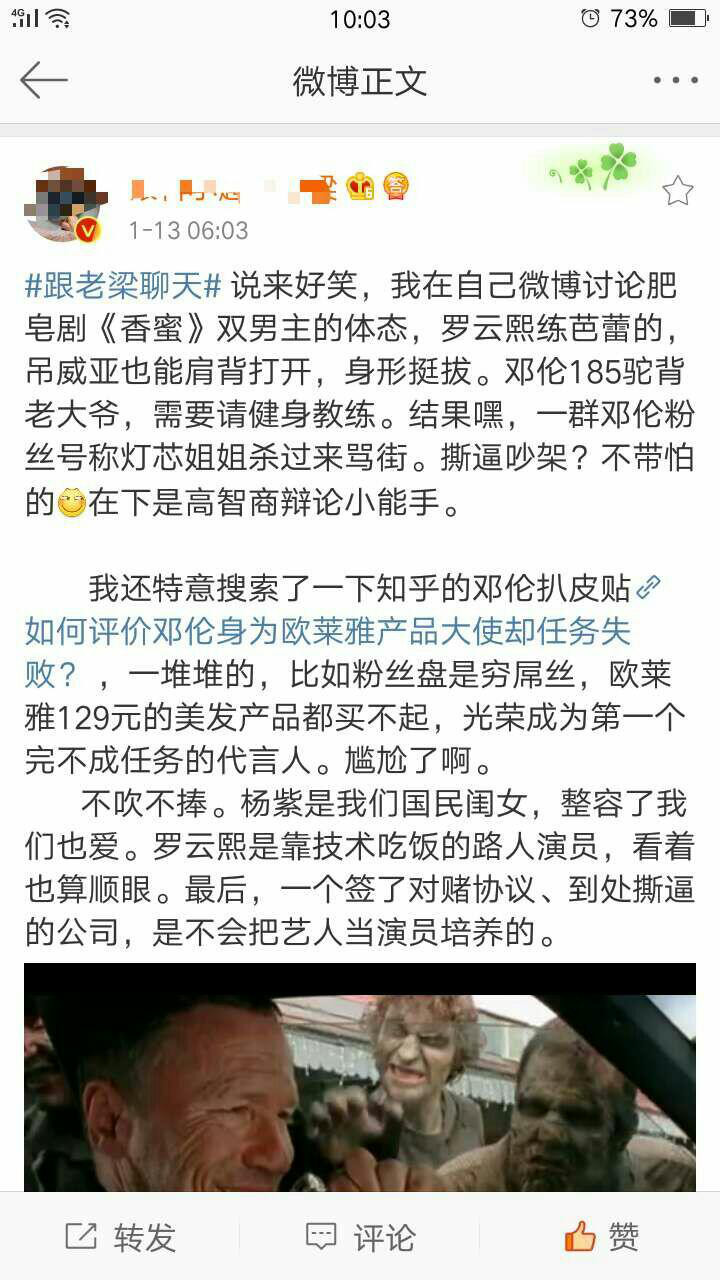 4G
10:03
73%
微博正文
梁
1-13 06:03
#跟老梁聊天# 说来好笑，我在自己微博讨论肥
皂剧《香蜜》双男主的体态，罗云熙练芭蕾的，
吊威亚也能肩背打开，身形挺拔。邓伦185驼背
老大爷，需要请健身教练。结果嘿，一群邓伦粉
丝号称灯芯姐姐杀过来骂街。撕逼吵架？不带怕
的在下是高智商辩论小能手。
我还特意搜索了一下知乎的邓伦扒皮贴
如何评价邓伦身为欧莱雅产品大使却任务失
败？，一堆堆的，比如粉丝盘是穷屌丝，欧莱
雅129元的美发产品都买不起，光荣成为第一个
完不成任务的代言人。尴尬了啊。
不吹不捧。杨紫是我们国民闺女，整容了我
们也爱。罗云熙是靠技术吃饭的路人演员，看着
也算顺眼。最后，一个签了对赌协议、到处撕逼
的公司，是不会把艺人当演员培养的。
转发
评论
赞